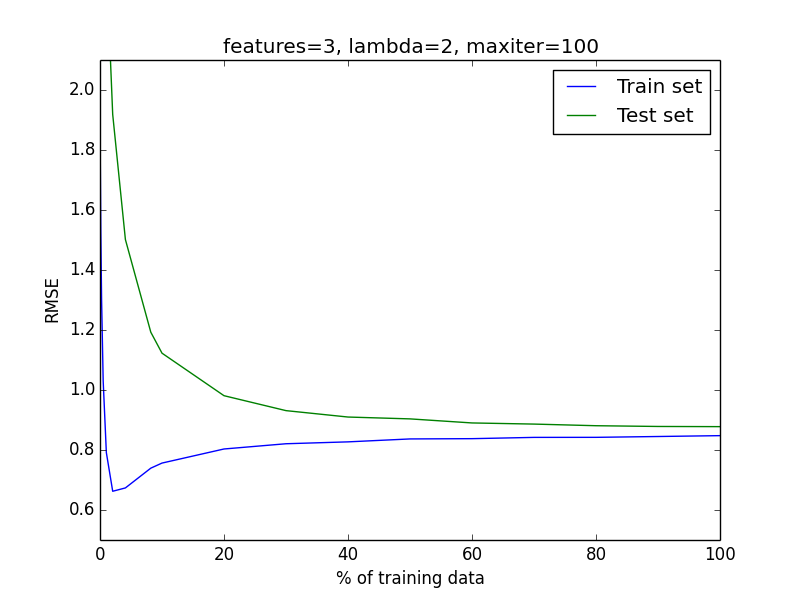 features=3, lambda=2, maxiter=100
Train set
Test set
2.0
1.8
1.6
1.4
1.2
1.0
0.8
0.6
RMSE
0 20 40 60 80 100
% of training data